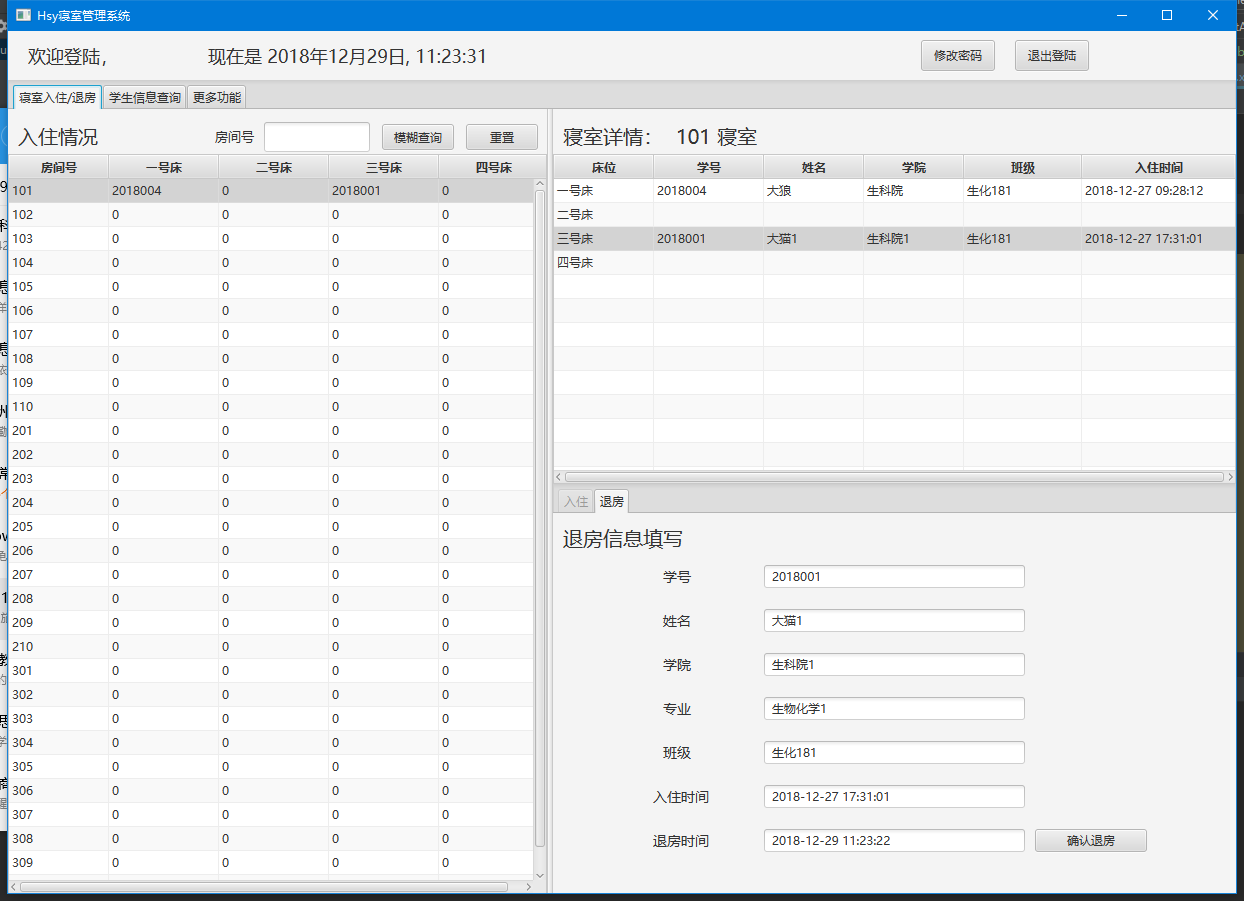 Hsy寝室管理系统
欢迎登陆, 现在是 2018年12月29日, 11:23:31 修改密码 退出登陆
寝室入住/退房 学生信息查询 更多功能
入住情况 房间号 模糊查询 重置
房间号 一号床 二号床 三号床 四号床
101 2018004 0 2018001 0
102 0 0 0 0
103 0 0 0 0
104 0 0 0 0
105 0 0 0 0
106 0 0 0 0
107 0 0 0 0
108 0 0 0 0
109 0 0 0 0
110 0 0 0 0
201 0 0 0 0
202 0 0 0 0
203 0 0 0 0
204 0 0 0 0
205 0 0 0 0
206 0 0 0 0
207 0 0 0 0
208 0 0 0 0
209 0 0 0 0
210 0 0 0 0
301 0 0 0 0
302 0 0 0 0
303 0 0 0 0
304 0 0 0 0
305 0 0 0 0
306 0 0 0 0
307 0 0 0 0
308 0 0 0 0
309 0 0 0 0
寝室详情： 101 寝室
床位 学号 姓名 学院 班级 入住时间
一号床 2018004 大狼 生科院 生化181 2018-12-27 09:28:12
二号床
三号床 2018001 大猫1 生科院1 生化181 2018-12-27 17:31:01
四号床
入住 退房
退房信息填写
学号 2018001
姓名 大猫1
学院 生科院1
专业 生物化学1
班级 生化181
入住时间 2018-12-27 17:31:01
退房时间 2018-12-29 11:23:22 确认退房